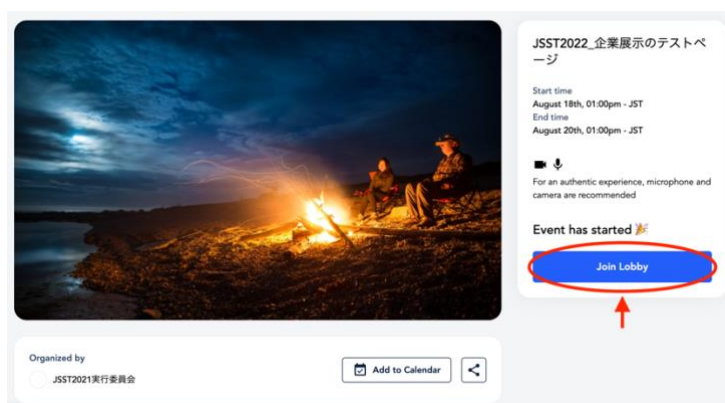 JSST2022_企業展示のテストペ
ージ
Start time
August 18th, 01:00pm - JST
End time
August 20th, 01:00pm - JST
For an authentic experience, microphone and
camera are recommended
Event has started 🎉
Join Lobby
Organized by
JSST2021実行委員会
Add to Calendar